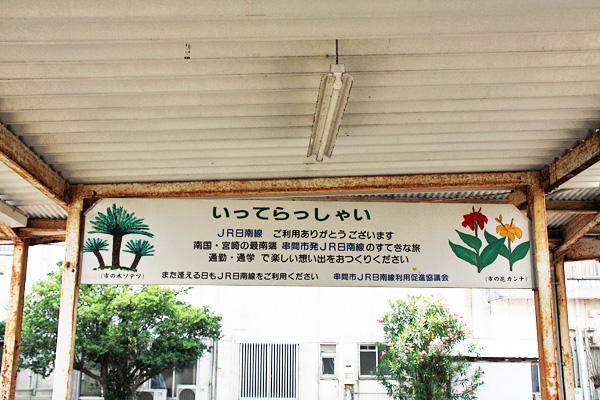 いってらっしゃい
JR日南線 ご利用ありがとうございます
南国・宮崎の最南端 串間市発JR日南線のすてきな旅
通勤・通学 で楽しい想い出をおつくりください
また逢える日もJR日南線をご利用ください 串間市JR日南線利用促進協議会
(市の木ソテツ)
(市の花カンナ)